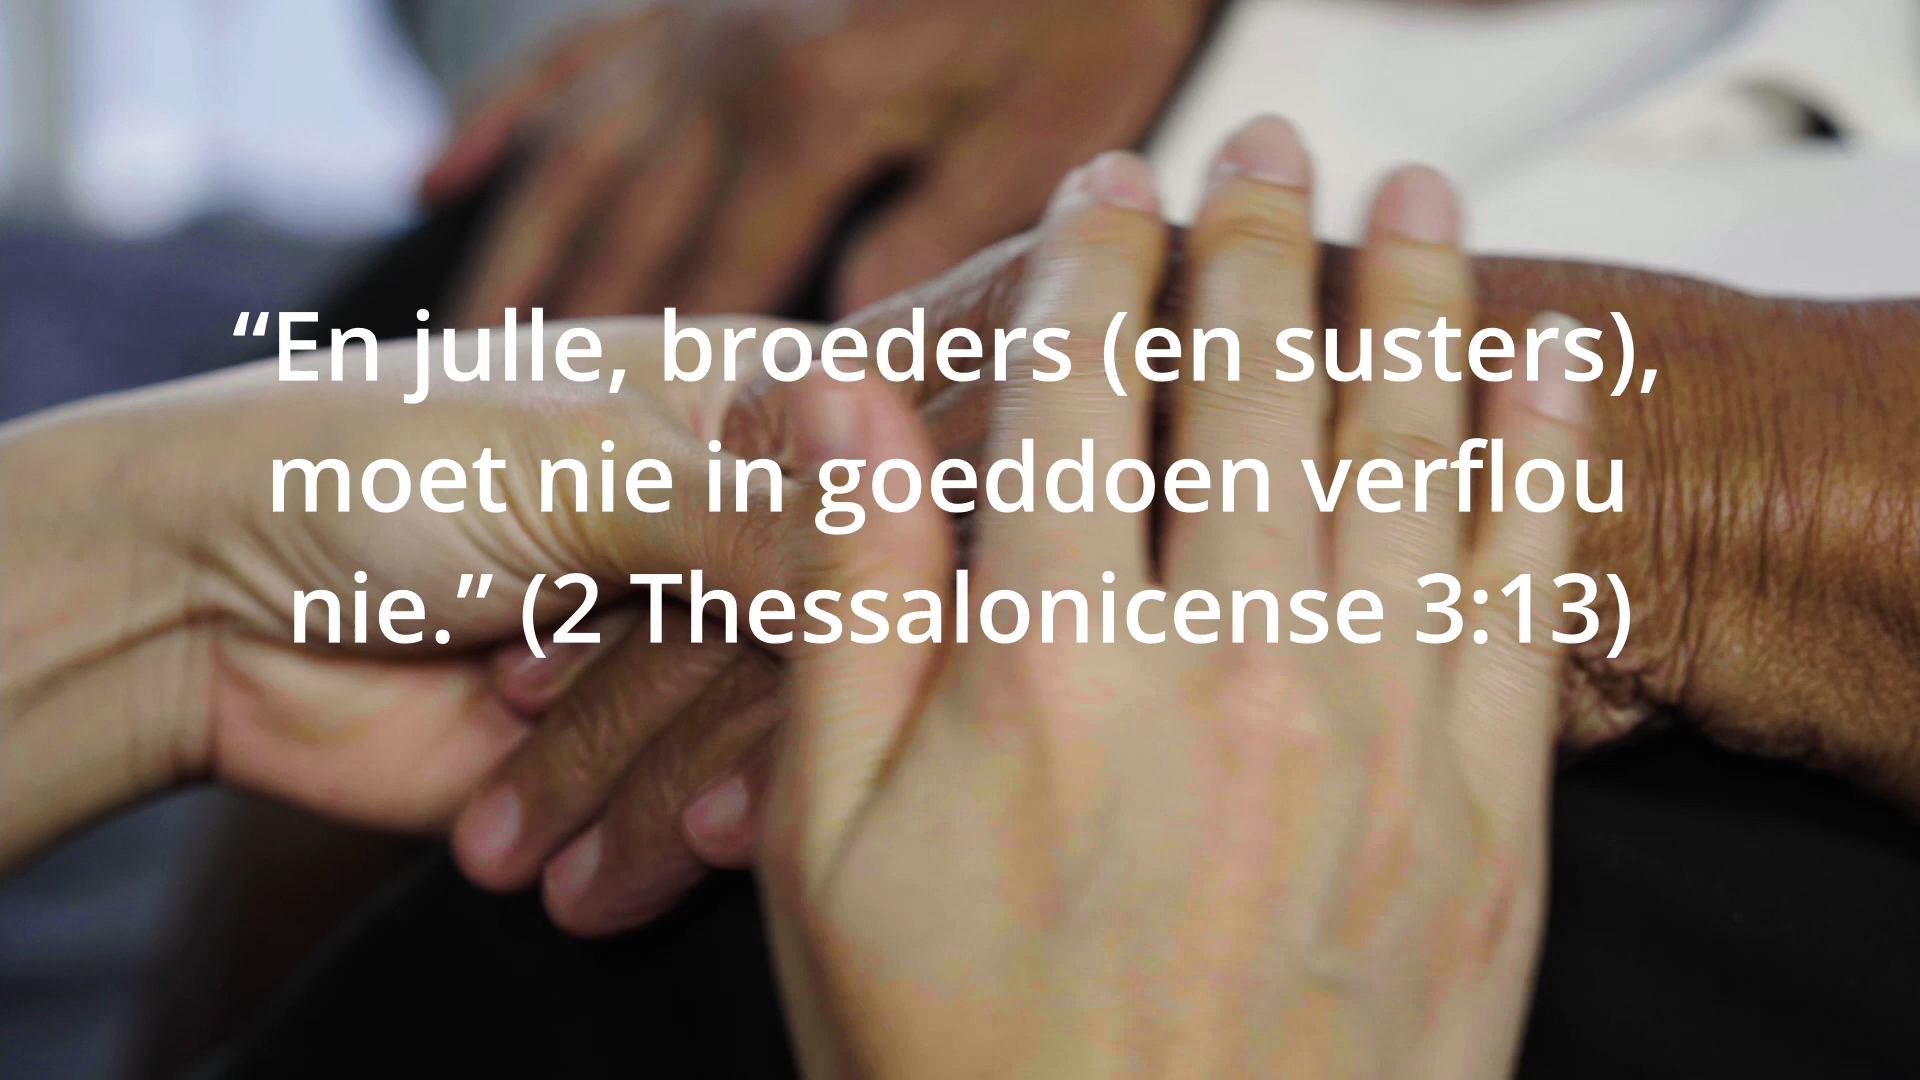 “En julle, broeders (en susters),
moet nie in goeddoen verflou
nie.” (2 Thessalonicense 3:13)